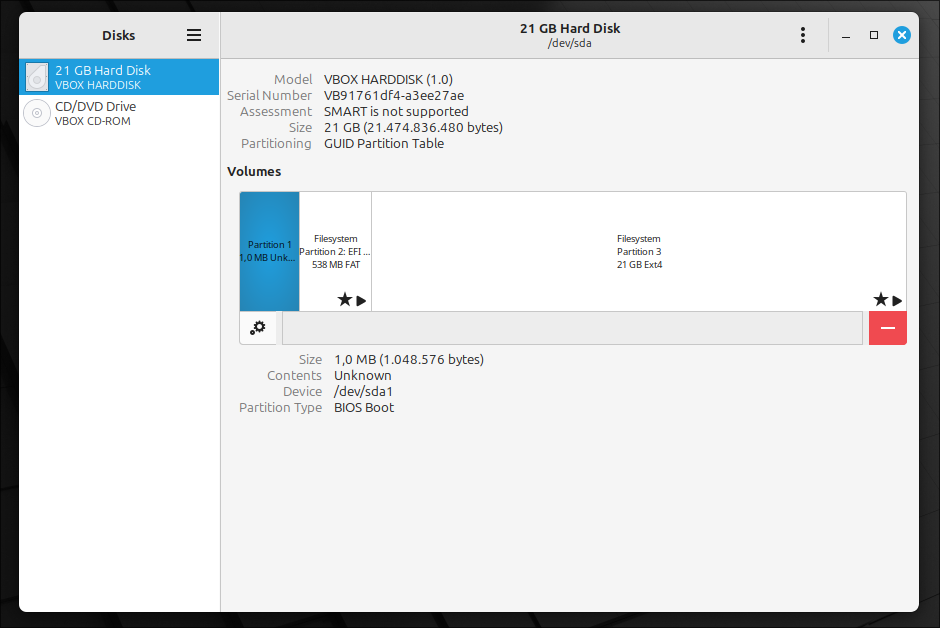 Disks
21 GB Hard Disk
/dev/sda
21 GB Hard Disk
VBOX HARDDISK
CD/DVD Drive
VBOX CD-ROM
Model VBOX HARDDISK (1.0)
Serial Number VB91761df4-a3ee27ae
Assessment SMART is not supported
Size 21 GB (21.474.836.480 bytes)
Partitioning GUID Partition Table
Volumes
Partition 1
1,0 MB Unk...
Filesystem
Partition 2: EFI ...
538 MB FAT
Filesystem
Partition 3
21 GB Ext4
Size 1,0 MB (1.048.576 bytes)
Contents Unknown
Device /dev/sda1
Partition Type BIOS Boot